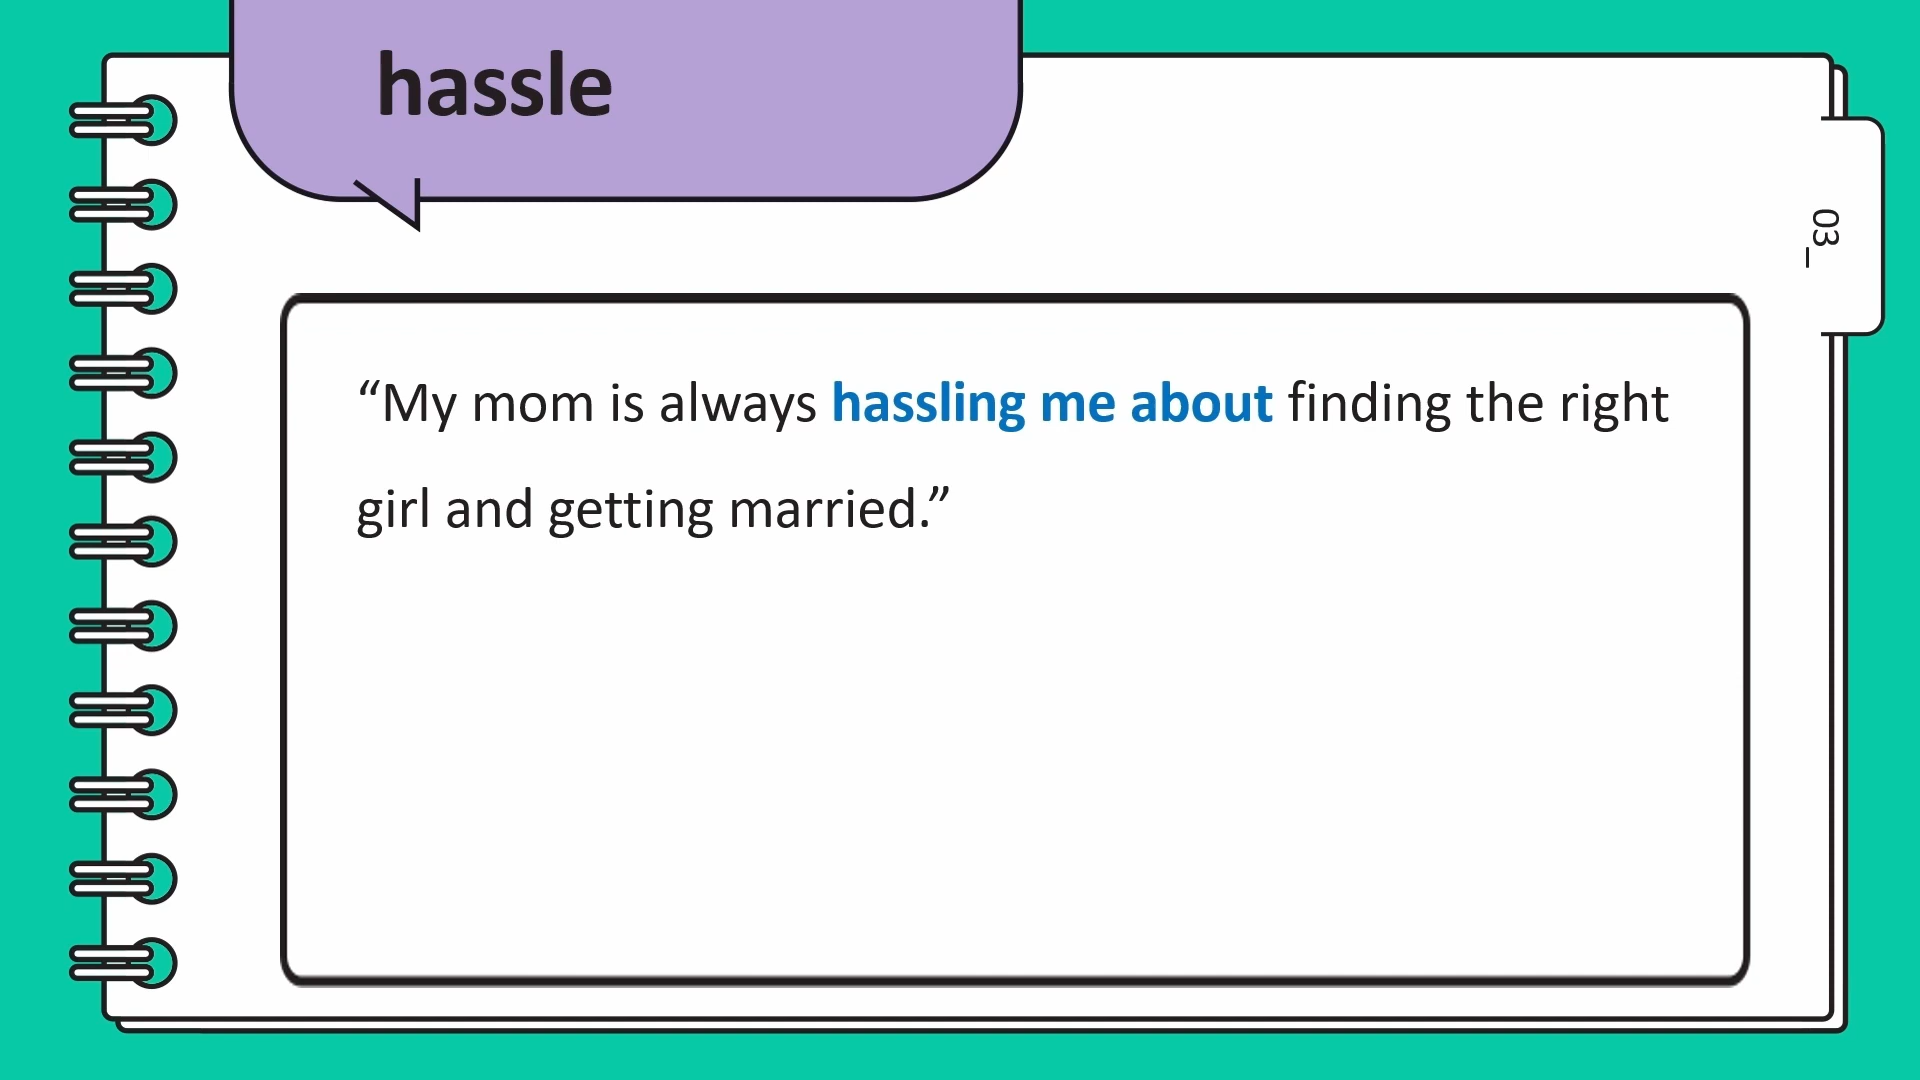 hassle
03_
“My mom is always hassling me about finding the right
girl and getting married.”